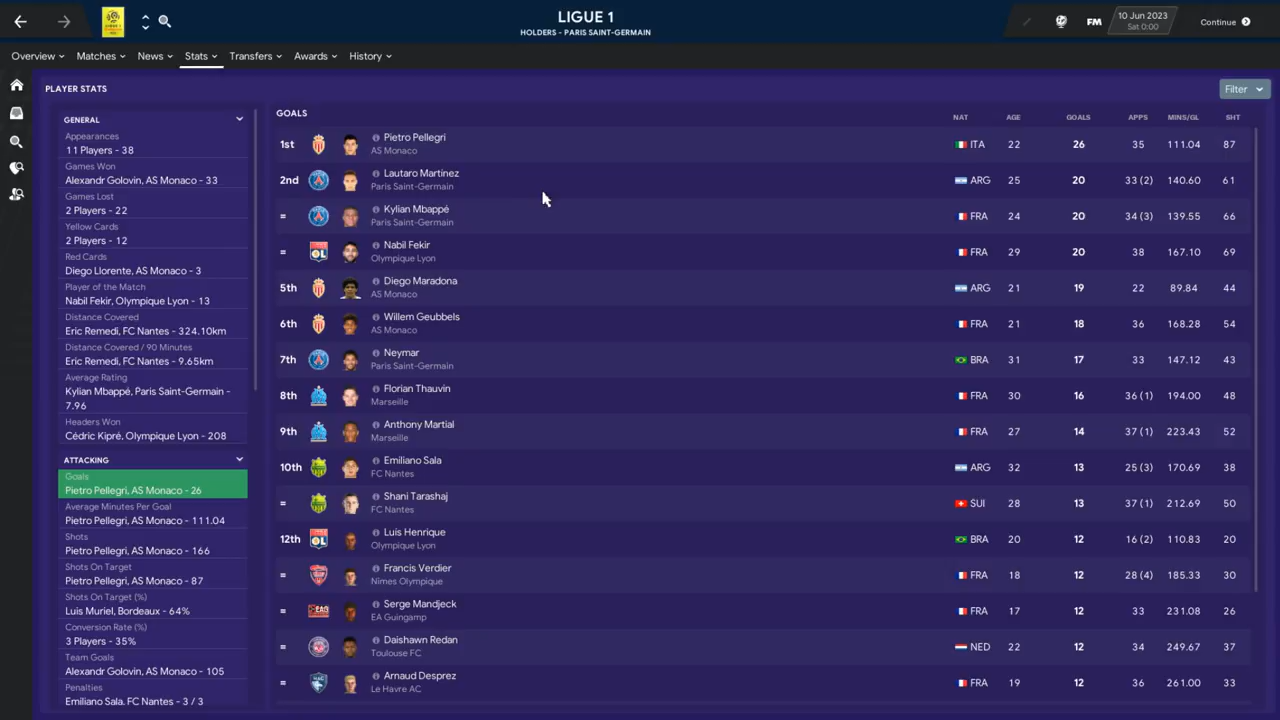 LIGUE 1
HOLDERS - PARIS SAINT-GERMAIN
FM
10 Jun 2023
Sat 0:00
Continue
Overview
Matches
News
Stats
Transfers
Awards
History
PLAYER STATS
Filter
GENERAL
Appearances
11 Players - 38
Games Won
Alexandr Golovin, AS Monaco - 33
Games Lost
2 Players - 22
Yellow Cards
2 Players - 12
Red Cards
Diego Llorente, AS Monaco - 3
Player of the Match
Nabil Fekir, Olympique Lyon - 13
Distance Covered
Eric Remedi, FC Nantes - 324.10km
Distance Covered / 90 Minutes
Eric Remedi, FC Nantes - 9.65km
Average Rating
Kylian Mbappé, Paris Saint-Germain -
7.96
Headers Won
Cédric Kipré, Olympique Lyon - 208
ATTACKING
Goals
Pietro Pellegri, AS Monaco - 26
Average Minutes Per Goal
Pietro Pellegri, AS Monaco - 111.04
Shots
Pietro Pellegri, AS Monaco - 166
Shots On Target
Pietro Pellegri, AS Monaco - 87
Shots On Target (%)
Luis Muriel, Bordeaux - 64%
Conversion Rate (%)
3 Players - 35%
Team Goals
Alexandr Golovin, AS Monaco - 105
Penalties
Emiliano Sala, FC Nantes - 3 / 3
GOALS NAT AGE GOALS APPS MINS/GL SHT
1st Pietro Pellegri ITA 22 26 35 111.04 87
AS Monaco
2nd Lautaro Martínez ARG 25 20 33 (2) 140.60 61
Paris Saint-Germain
= Kylian Mbappé FRA 24 20 34 (3) 139.55 66
Paris Saint-Germain
= Nabil Fekir FRA 29 20 38 167.10 69
Olympique Lyon
5th Diego Maradona ARG 21 19 22 89.84 44
AS Monaco
6th Willem Geubbels FRA 21 18 36 168.28 54
AS Monaco
7th Neymar BRA 31 17 33 147.12 43
Paris Saint-Germain
8th Florian Thauvin FRA 30 16 36 (1) 194.00 48
Marseille
9th Anthony Martial FRA 27 14 37 (1) 223.43 52
Marseille
10th Emiliano Sala ARG 32 13 25 (3) 170.69 38
FC Nantes
= Shani Tarashaj SUI 28 13 37 (1) 212.69 50
FC Nantes
12th Luís Henrique BRA 20 12 16 (2) 110.83 20
Olympique Lyon
= Francis Verdier FRA 18 12 28 (4) 185.33 30
Nîmes Olympique
= Serge Mandjeck FRA 17 12 33 231.08 26
EA Guingamp
= Daishawn Redan NED 22 12 34 249.67 37
Toulouse FC
= Arnaud Desprez FRA 19 12 36 261.00 33
Le Havre AC